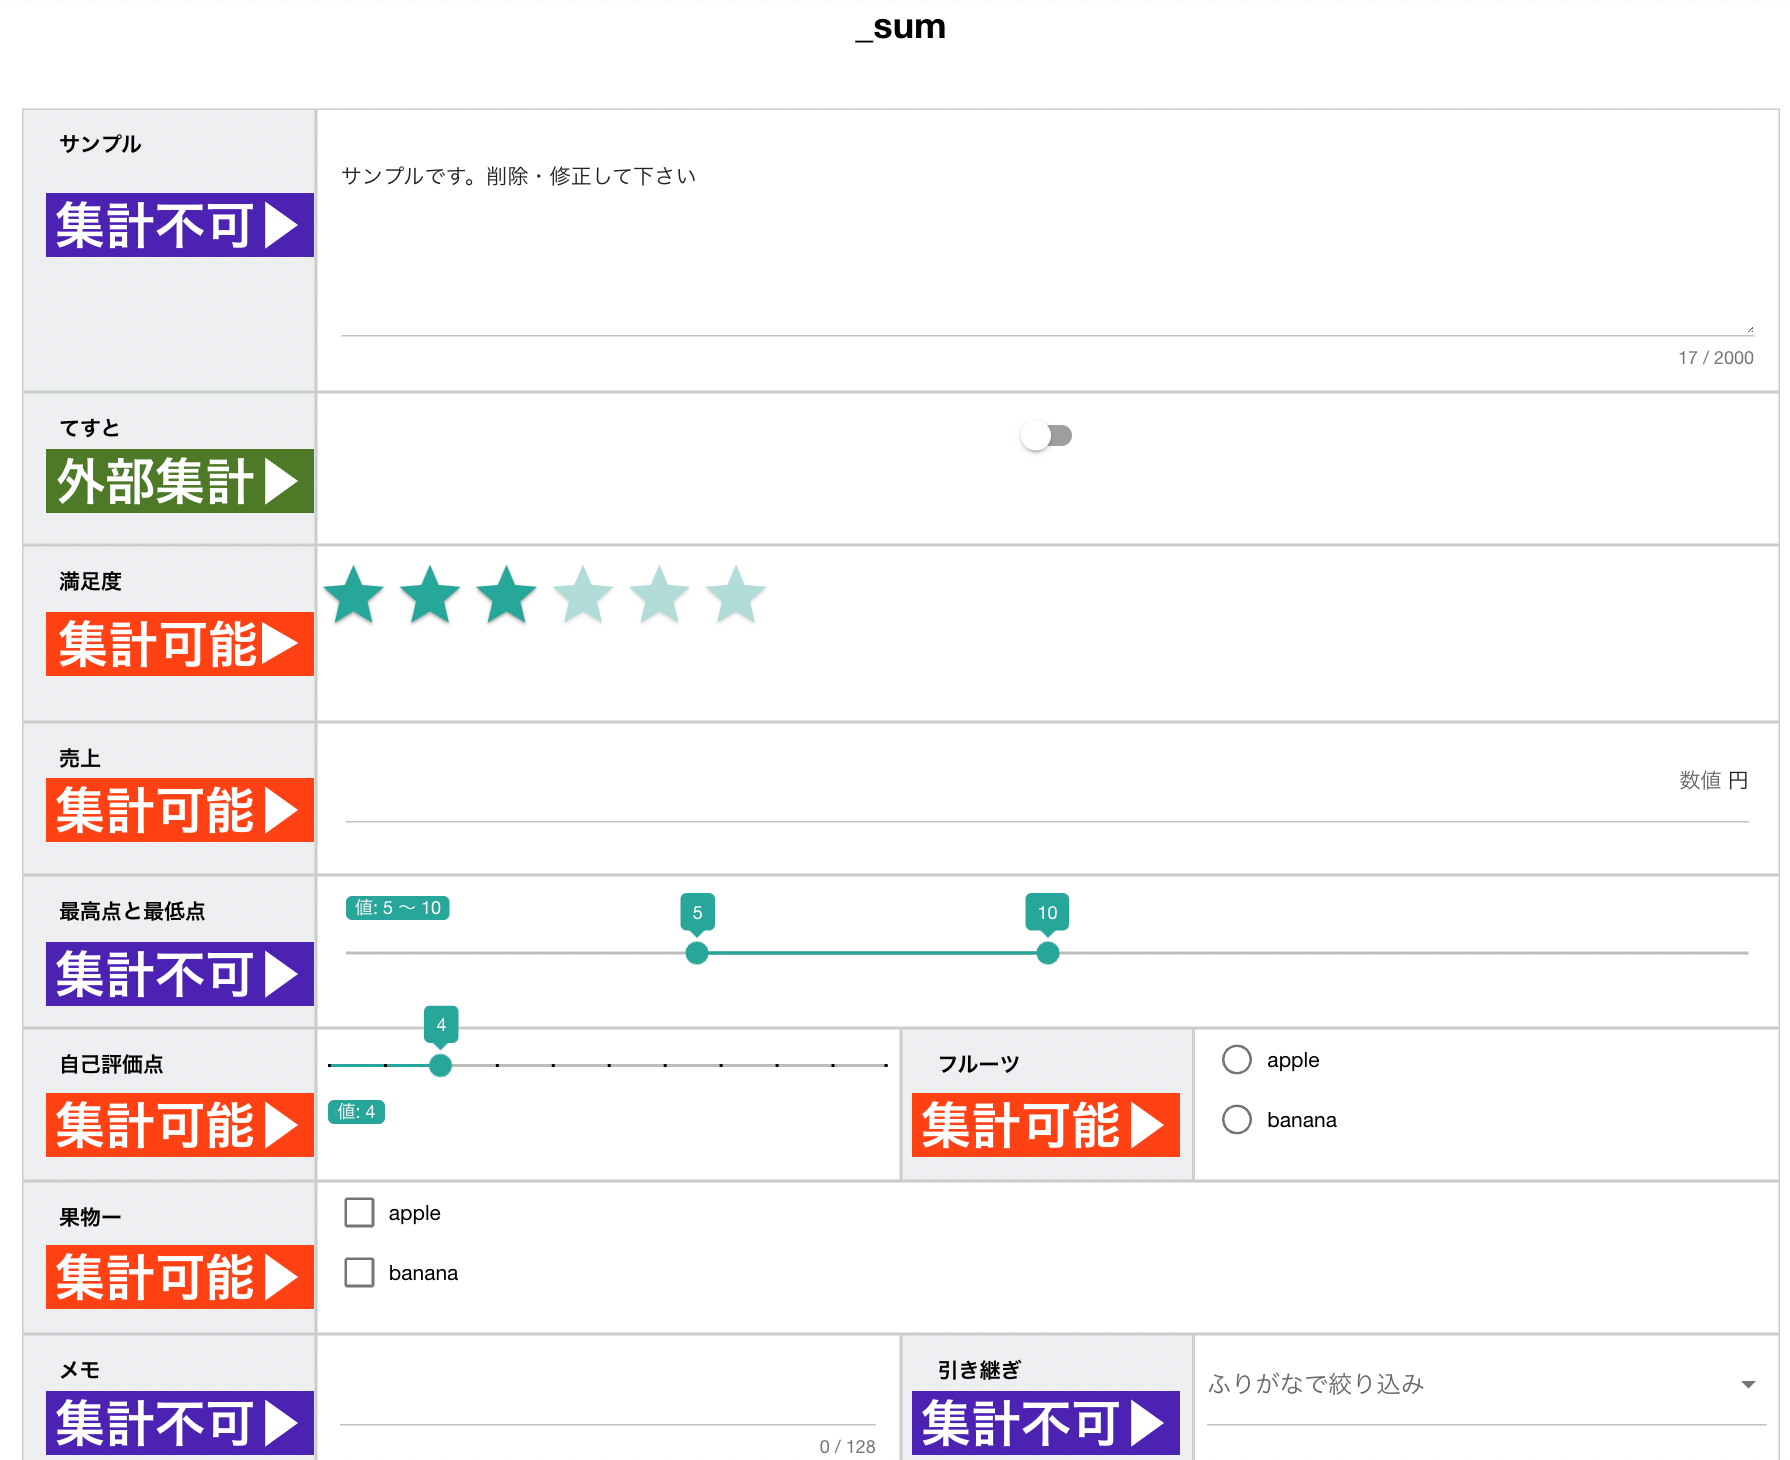 _sum
サンプル
集計不可▶
サンプルです。削除・修正して下さい
17 / 2000
てすと
外部集計▶
満足度
集計可能▶
売上
集計可能▶
数値 円
最高点と最低点
集計不可▶
値: 5 ～ 10
5
10
自己評価点
集計可能▶
4
値: 4
フルーツ
集計可能▶
apple
banana
果物一
集計可能▶
apple
banana
メモ
集計不可▶
0 / 128
引き継ぎ
集計不可▶
ふりがなで絞り込み